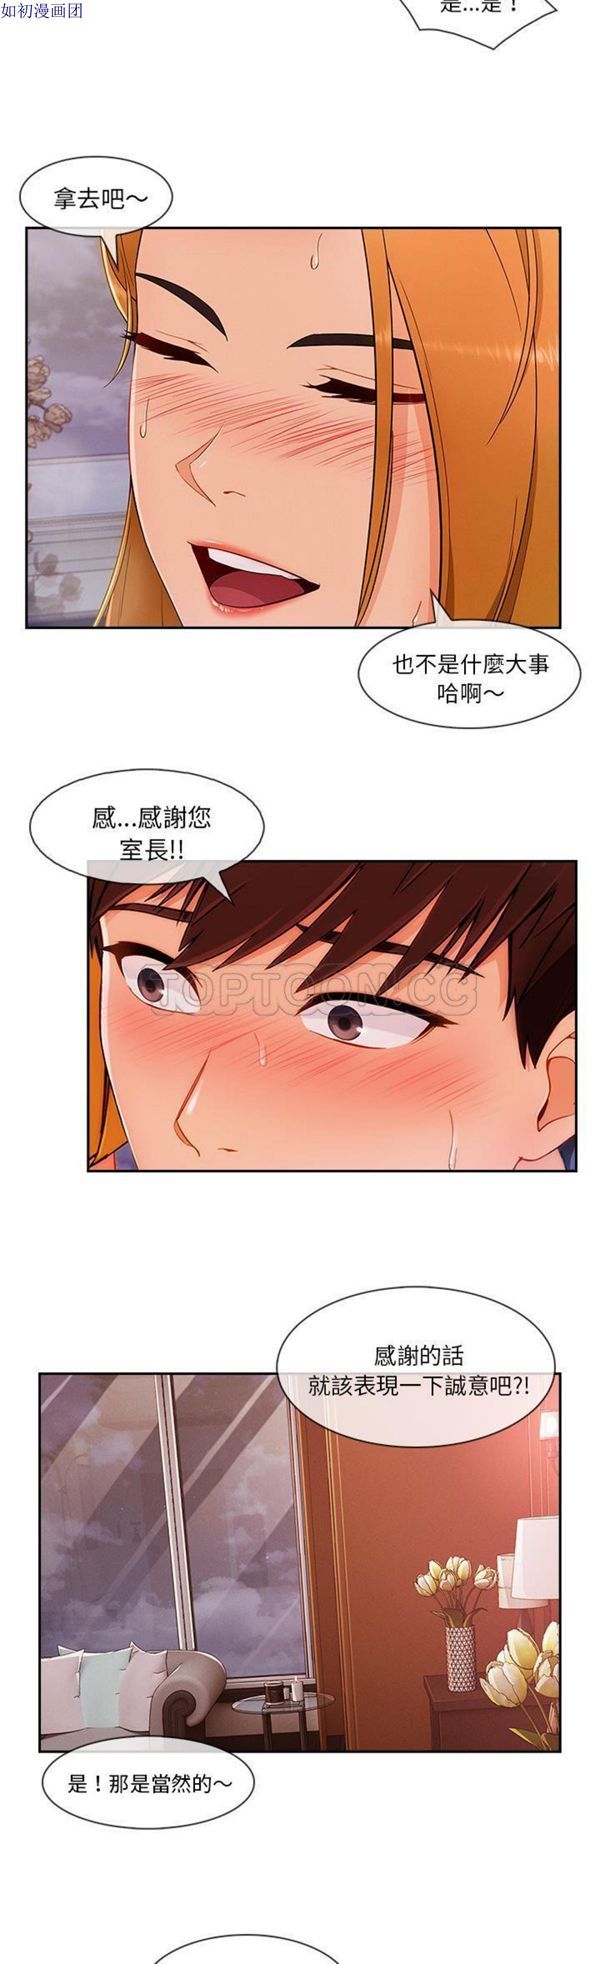 如初漫画团
是...是！
拿去吧～
也不是什麼大事
哈啊～
感...感謝您
室長!!
TOPTOON.CC
感謝的話
就該表現一下誠意吧?!
是！那是當然的～